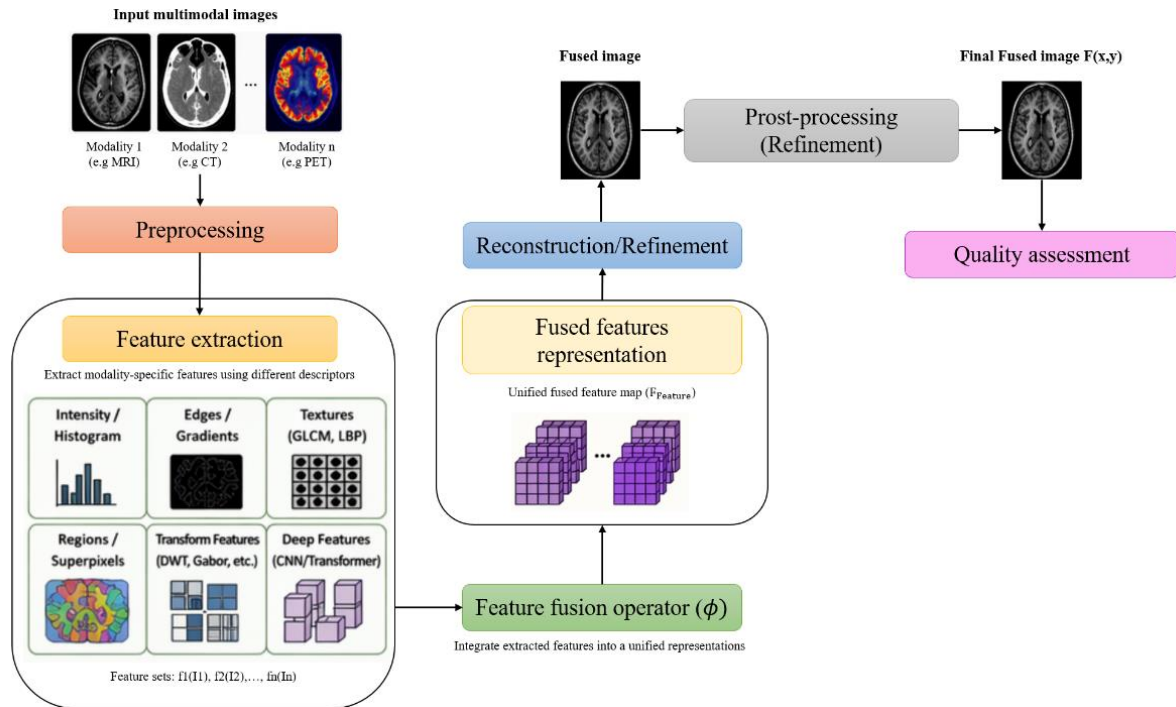 Input multimodal images
...
Modality 1
(e.g MRI)
Modality 2
(e.g CT)
Modality n
(e.g PET)
Preprocessing
Feature extraction
Extract modality-specific features using different descriptors
Intensity /
Histogram
Edges /
Gradients
Textures
(GLCM, LBP)
Regions /
Superpixels
Transform Features
(DWT, Gabor, etc.)
Deep Features
(CNN/Transformer)
Feature sets: f1(I1), f2(I2),…, fn(In)
Feature fusion operator (ϕ)
Integrate extracted features into a unified representations
Fused features
representation
Unified fused feature map (F_Feature)
...
Reconstruction/Refinement
Fused image
Prost-processing
(Refinement)
Final Fused image F(x,y)
Quality assessment